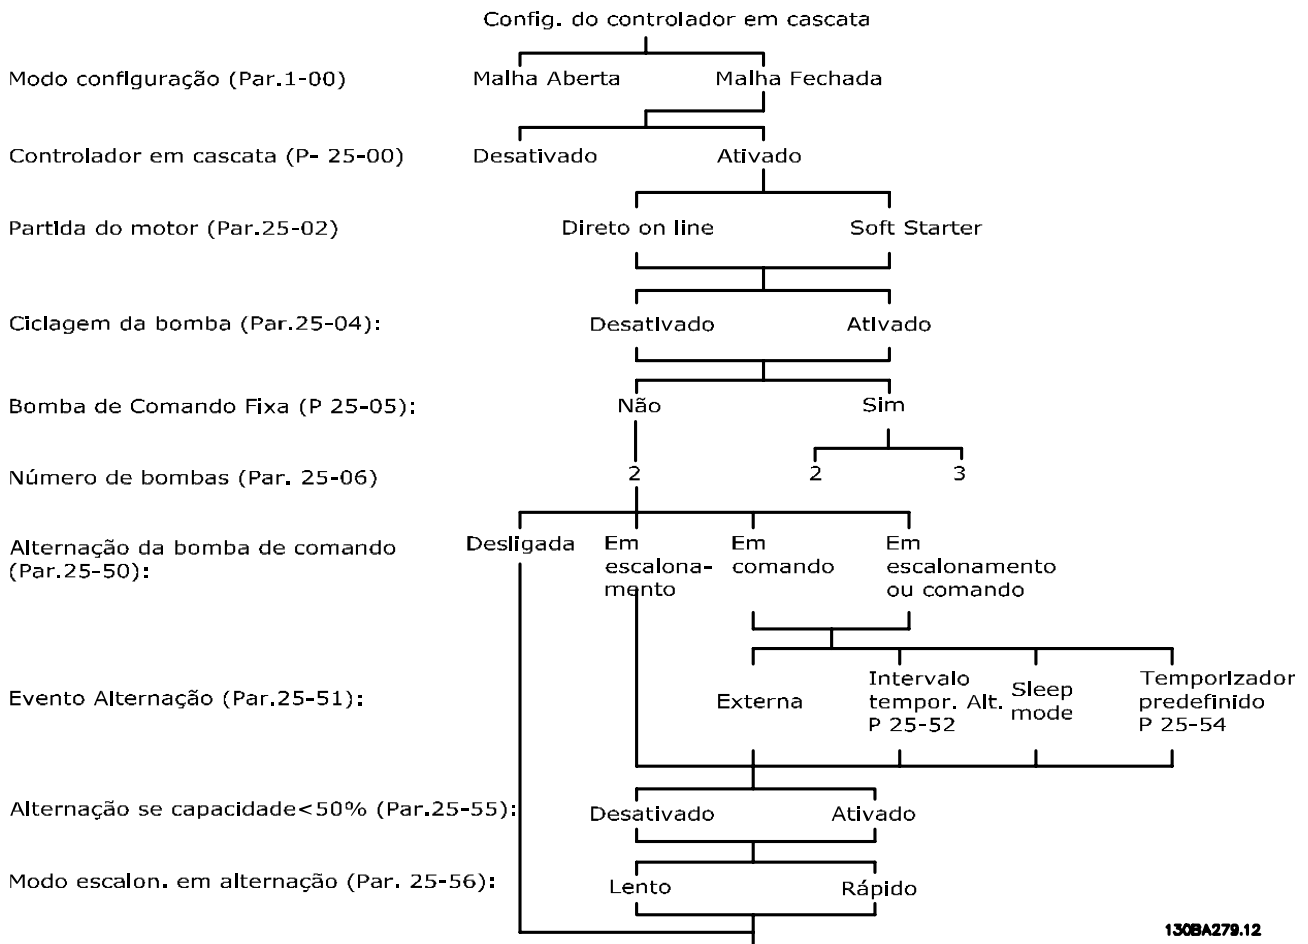 Config. do controlador em cascata
Modo configuração (Par.1-00)
Malha Aberta
Malha Fechada
Controlador em cascata (P- 25-00)
Desativado
Ativado
Partida do motor (Par.25-02)
Direto on line
Soft Starter
Ciclagem da bomba (Par.25-04):
Desativado
Ativado
Bomba de Comando Fixa (P 25-05):
Não
Sim
Número de bombas (Par. 25-06)
2
2
3
Alternação da bomba de comando
(Par.25-50):
Desligada
Em
escalona-
mento
Em
comando
Em
escalonamento
ou comando
Evento Alternação (Par.25-51):
Externa
Intervalo
tempor. Alt.
P 25-52
Sleep
mode
Temporizador
predefinido
P 25-54
Alternação se capacidade<50% (Par.25-55):
Desativado
Ativado
Modo escalon. em alternação (Par. 25-56):
Lento
Rápido
130BA279.12